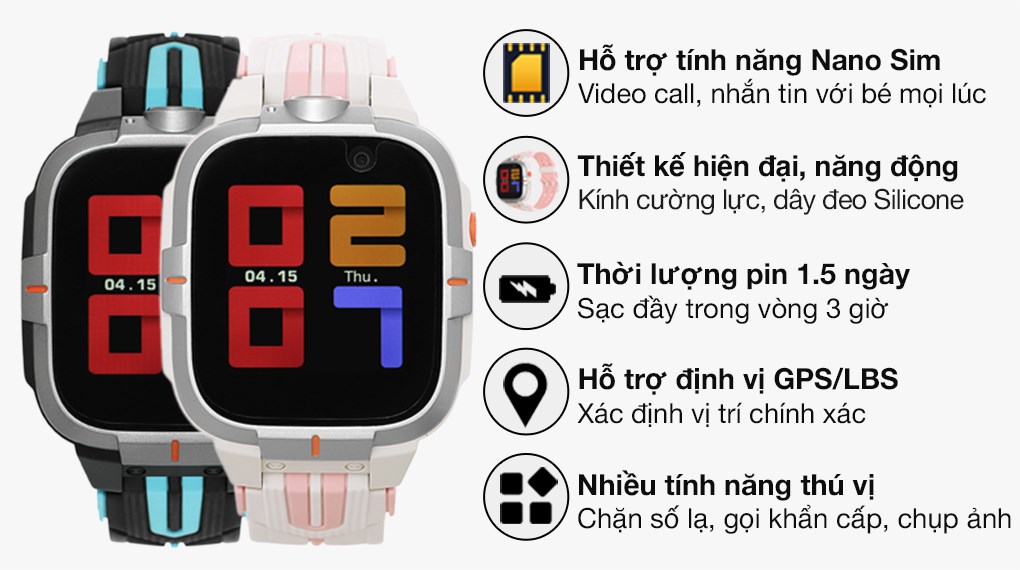 Hỗ trợ tính năng Nano Sim
Video call, nhắn tin với bé mọi lúc
Thiết kế hiện đại, năng động
Kính cường lực, dây đeo Silicone
Thời lượng pin 1.5 ngày
Sạc đầy trong vòng 3 giờ
Hỗ trợ định vị GPS/LBS
Xác định vị trí chính xác
Nhiều tính năng thú vị
Chặn số lạ, gọi khẩn cấp, chụp ảnh
0
04.15
0
02
04.15 Thu.
07